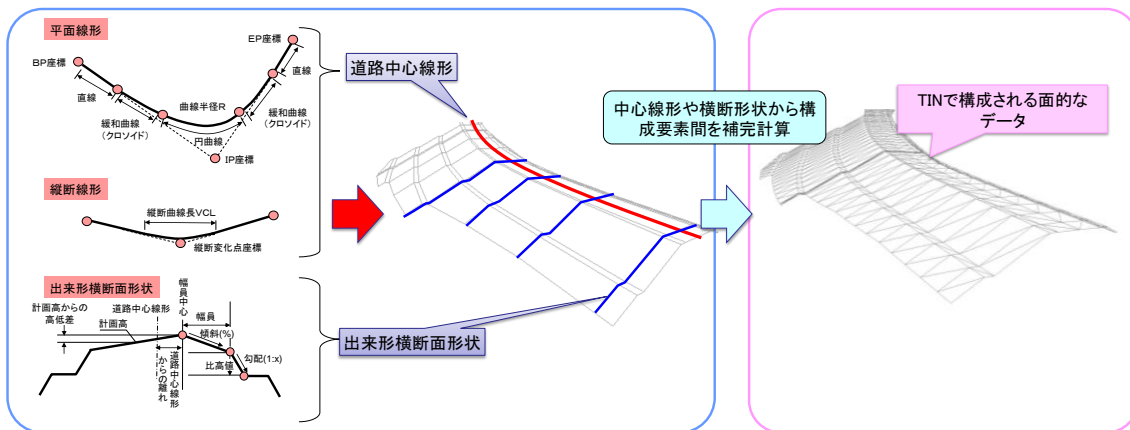 平面線形
EP座標
BP座標
直線
直線
曲線半径R
緩和曲線
(クロソイド)
緩和曲線
(クロソイド)
円曲線
IP座標
縦断線形
縦断曲線長VCL
縦断変化点座標
出来形横断面形状
幅員中心
計画高からの
高低差
道路中心線形
幅員
計画高
傾斜(%)
勾配(1:x)
比高値
道路中心線形
からの離れ
道路中心線形
出来形横断面形状
中心線形や横断形状から構
成要素間を補完計算
TINで構成される面的な
データ